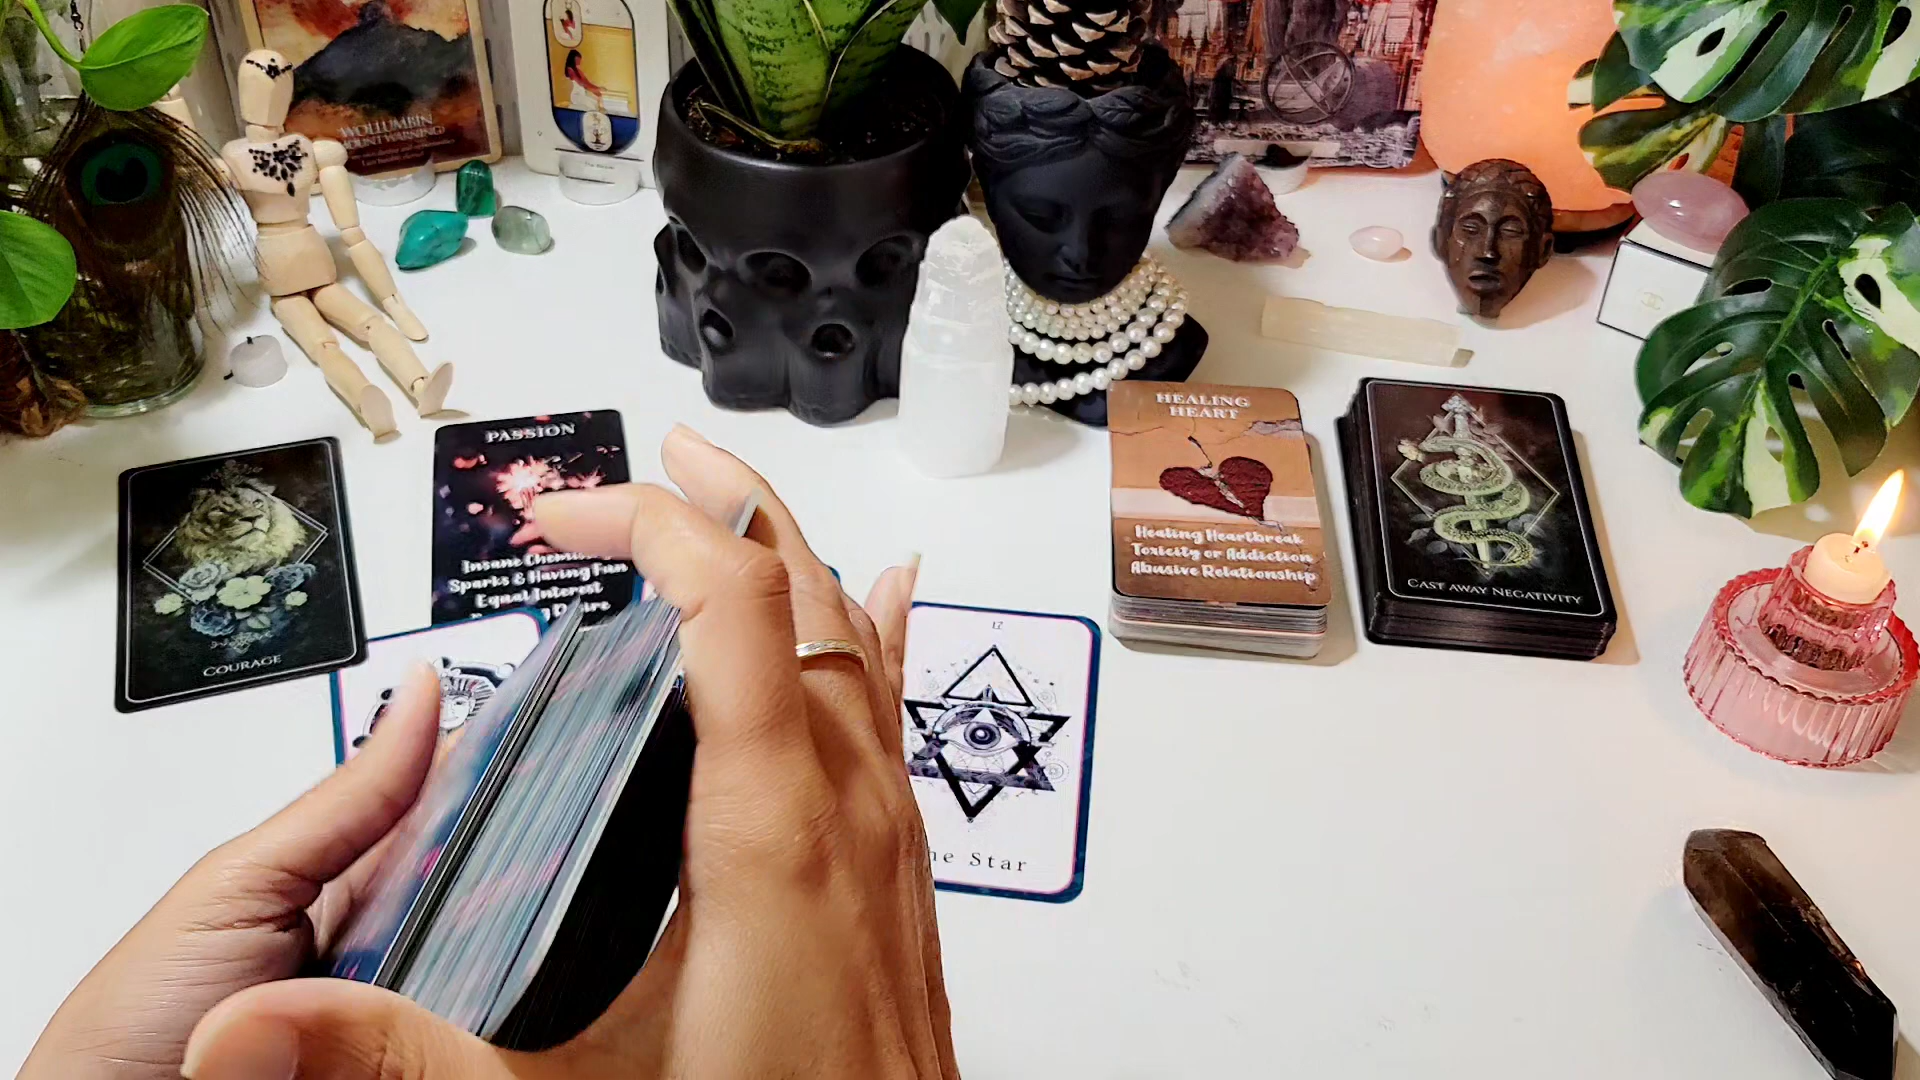 WOLLUMBIN
PASSION
Insane
Sparks & Having Fun
Equal Interest
COURAGE
HEALING
HEART
Healing Heartbreak
Toxicity or Addiction
Abusive Relationship
CAST AWAY NEGATIVITY
17
he Star